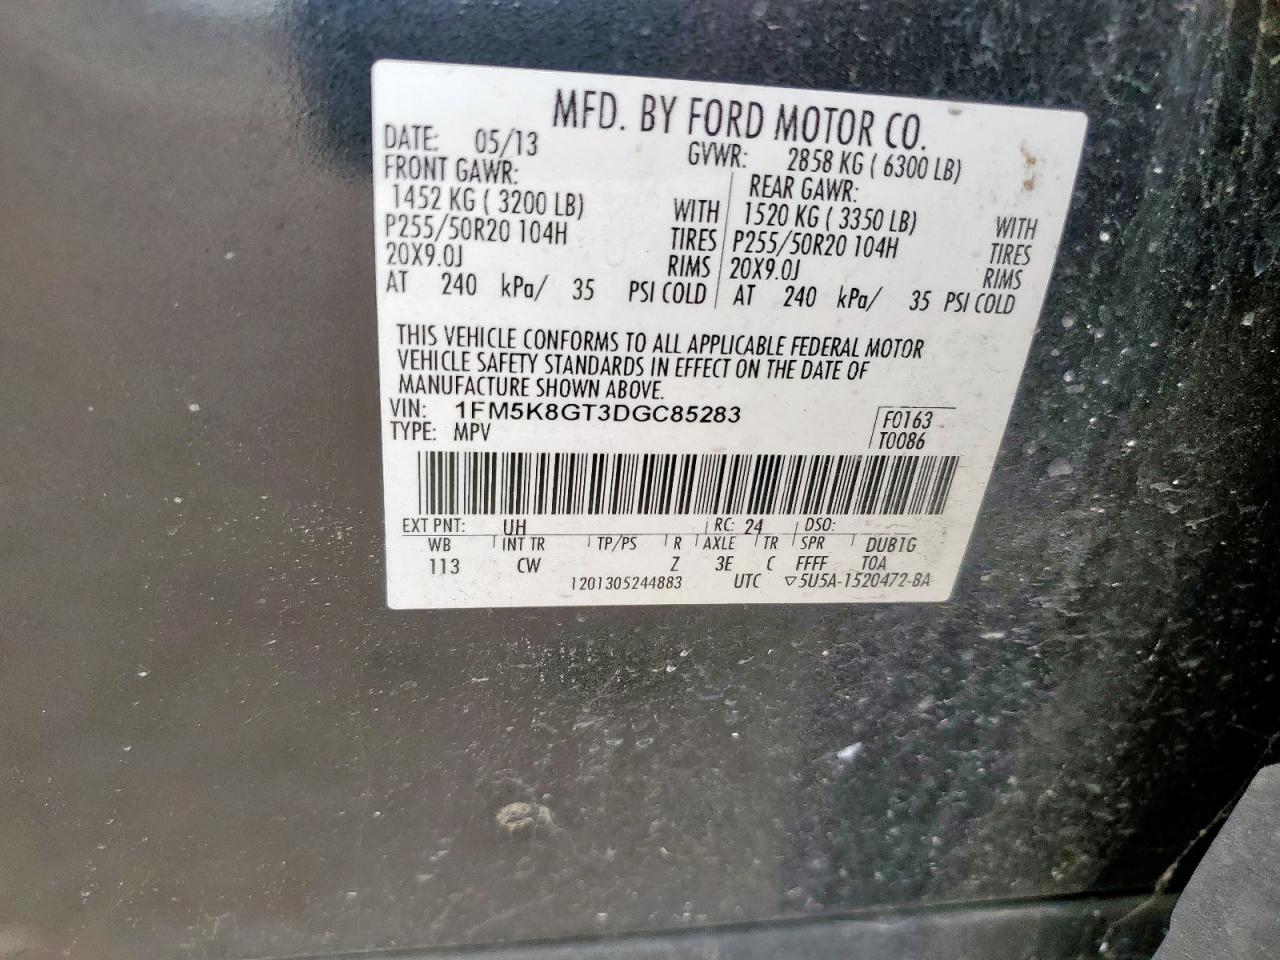 MFD. BY FORD MOTOR CO.
DATE: 05/13 GVWR: 2858 KG ( 6300 LB)
FRONT GAWR: REAR GAWR:
1452 KG ( 3200 LB) WITH 1520 KG ( 3350 LB) WITH
P255/50R20 104H TIRES P255/50R20 104H TIRES
20X9.0J RIMS 20X9.0J RIMS
AT 240 kPa/ 35 PSI COLD AT 240 kPa/ 35 PSI COLD
THIS VEHICLE CONFORMS TO ALL APPLICABLE FEDERAL MOTOR
VEHICLE SAFETY STANDARDS IN EFFECT ON THE DATE OF
MANUFACTURE SHOWN ABOVE.
VIN: 1FM5K8GT3DGC85283 F0163
TYPE: MPV T0086
EXT PNT: UH RC: 24 DSO:
WB INT TR TP/PS R AXLE TR SPR DUB1G
113 CW Z 3E C FFFF TOA
1201305244883 UTC ▽5U5A-1520472-BA